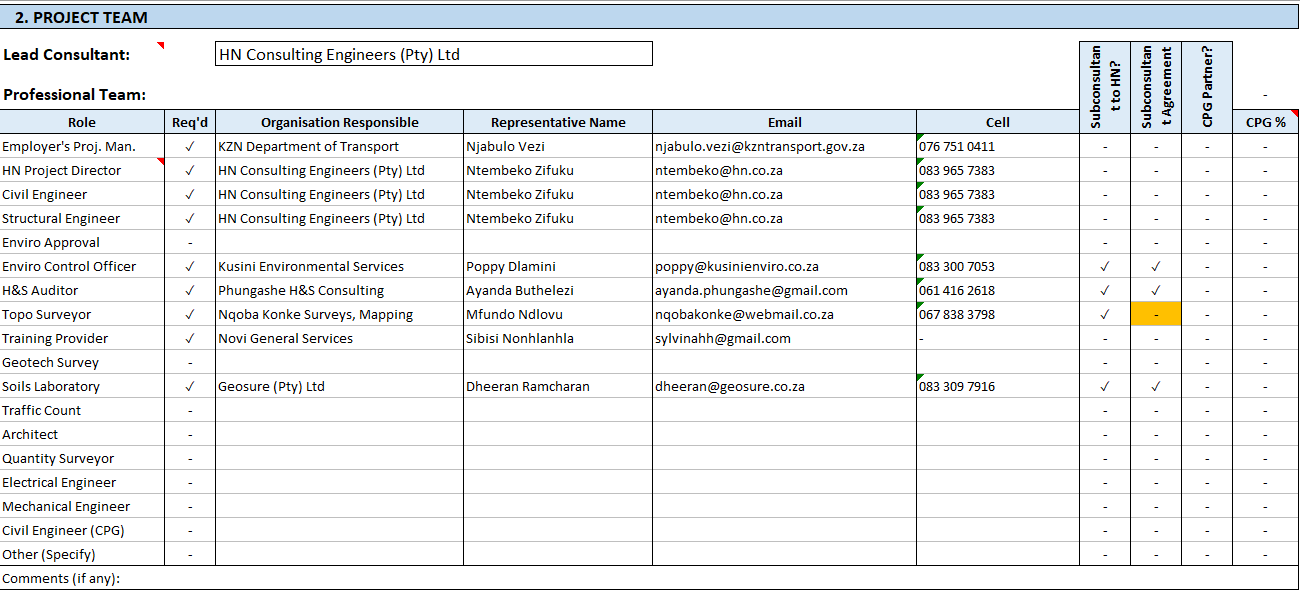 2. PROJECT TEAM
Lead Consultant: HN Consulting Engineers (Pty) Ltd
Professional Team: -
Role Req'd Organisation Responsible Representative Name Email Cell Subconsultant to HN? Subconsultant Agreement CPG Partner? CPG %
Employer's Proj. Man. ✓ KZN Department of Transport Njabulo Vezi njabulo.vezi@kzntransport.gov.za 076 751 0411 - - - -
HN Project Director ✓ HN Consulting Engineers (Pty) Ltd Ntembeko Zifuku ntembeko@hn.co.za 083 965 7383 - - - -
Civil Engineer ✓ HN Consulting Engineers (Pty) Ltd Ntembeko Zifuku ntembeko@hn.co.za 083 965 7383 - - - -
Structural Engineer ✓ HN Consulting Engineers (Pty) Ltd Ntembeko Zifuku ntembeko@hn.co.za 083 965 7383 - - - -
Enviro Approval - - - - -
Enviro Control Officer ✓ Kusini Environmental Services Poppy Dlamini poppy@kusinienviro.co.za 083 300 7053 ✓ ✓ - -
H&S Auditor ✓ Phungashe H&S Consulting Ayanda Buthelezi ayanda.phungashe@gmail.com 061 416 2618 ✓ ✓ - -
Topo Surveyor ✓ Nqoba Konke Surveys, Mapping Mfundo Ndlovu nqobakonke@webmail.co.za 067 838 3798 ✓ - - -
Training Provider ✓ Novi General Services Sibisi Nonhlanhla sylvinahh@gmail.com - - - - -
Geotech Survey - - - - -
Soils Laboratory ✓ Geosure (Pty) Ltd Dheeran Ramcharan dheeran@geosure.co.za 083 309 7916 ✓ ✓ - -
Traffic Count - - - - -
Architect - - - - -
Quantity Surveyor - - - - -
Electrical Engineer - - - - -
Mechanical Engineer - - - - -
Civil Engineer (CPG) - - - - -
Other (Specify) - - - - -
Comments (if any):